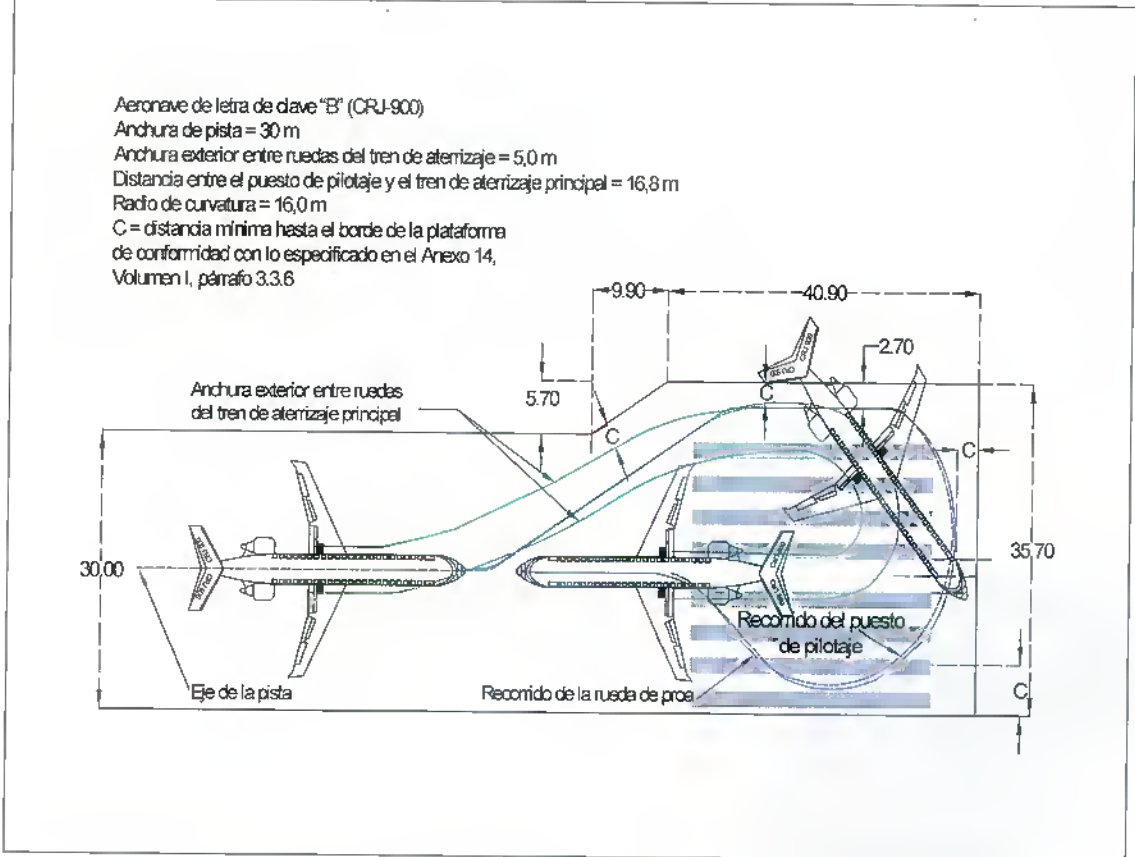 Aeronave de letra de clave "B" (CRJ-900)
Anchura de pista = 30 m
Anchura exterior entre ruedas del tren de aterrizaje = 5,0 m
Distancia entre el puesto de pilotaje y el tren de aterrizaje principal = 16,8 m
Radio de curvatura = 16,0 m
C = distancia mínima hasta el borde de la plataforma
de conformidad con lo especificado en el Anexo 14,
Volumen I, párrafo 3.3.6
9.90
40.90
2.70
Anchura exterior entre ruedas
del tren de aterrizaje principal
5.70
C
C
C
30.00
35.70
Recorrido del puesto
de pilotaje
Eje de la pista
Recorrido de la rueda de proa
C